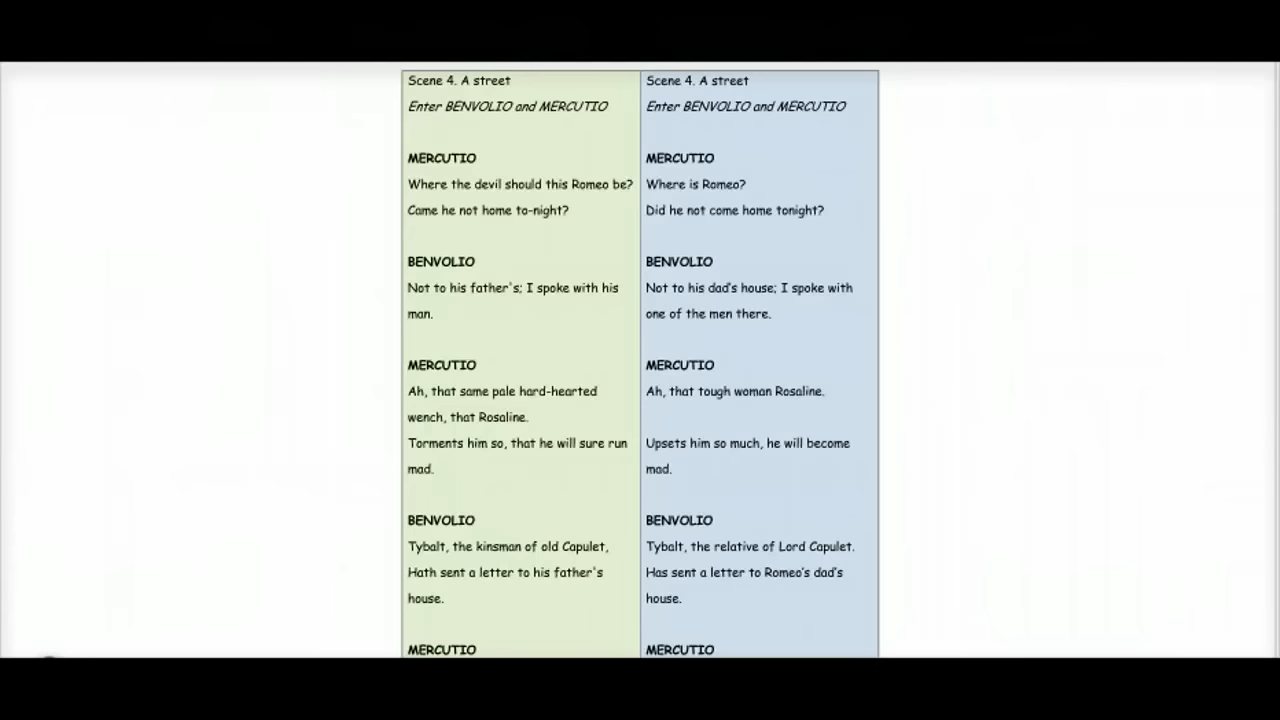 Scene 4. A street
Enter BENVOLIO and MERCUTIO
MERCUTIO
Where the devil should this Romeo be?
Came he not home to-night?
BENVOLIO
Not to his father's; I spoke with his
man.
MERCUTIO
Ah, that same pale hard-hearted
wench, that Rosaline.
Torments him so, that he will sure run
mad.
BENVOLIO
Tybalt, the kinsman of old Capulet,
Hath sent a letter to his father's
house.
MERCUTIO
Scene 4. A street
Enter BENVOLIO and MERCUTIO
MERCUTIO
Where is Romeo?
Did he not come home tonight?
BENVOLIO
Not to his dad's house; I spoke with
one of the men there.
MERCUTIO
Ah, that tough woman Rosaline.
Upsets him so much, he will become
mad.
BENVOLIO
Tybalt, the relative of Lord Capulet.
Has sent a letter to Romeo's dad's
house.
MERCUTIO